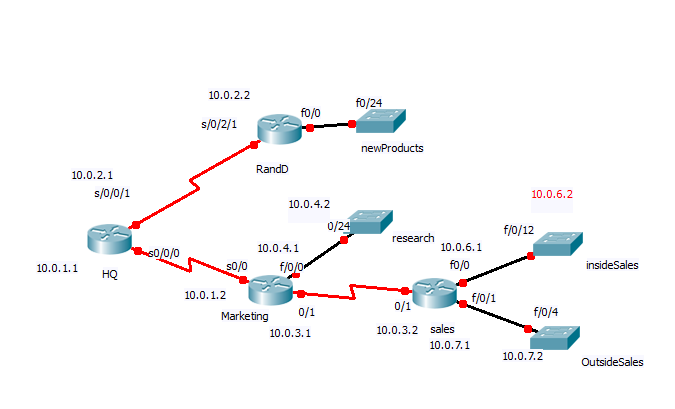 10.0.2.2
f0/24
f0/0
s/0/2/1
newProducts
RandD
10.0.2.1
s/0/0/1
10.0.6.2
10.0.4.2
0/24
research
f/0/12
10.0.4.1
10.0.6.1
s0/0/0
s0/0
f/0/0
f0/0
insideSales
10.0.1.1
HQ
10.0.1.2
0/1
f/0/1
Marketing
0/1
f/0/4
10.0.3.1
10.0.3.2
sales
10.0.7.1
10.0.7.2
OutsideSales